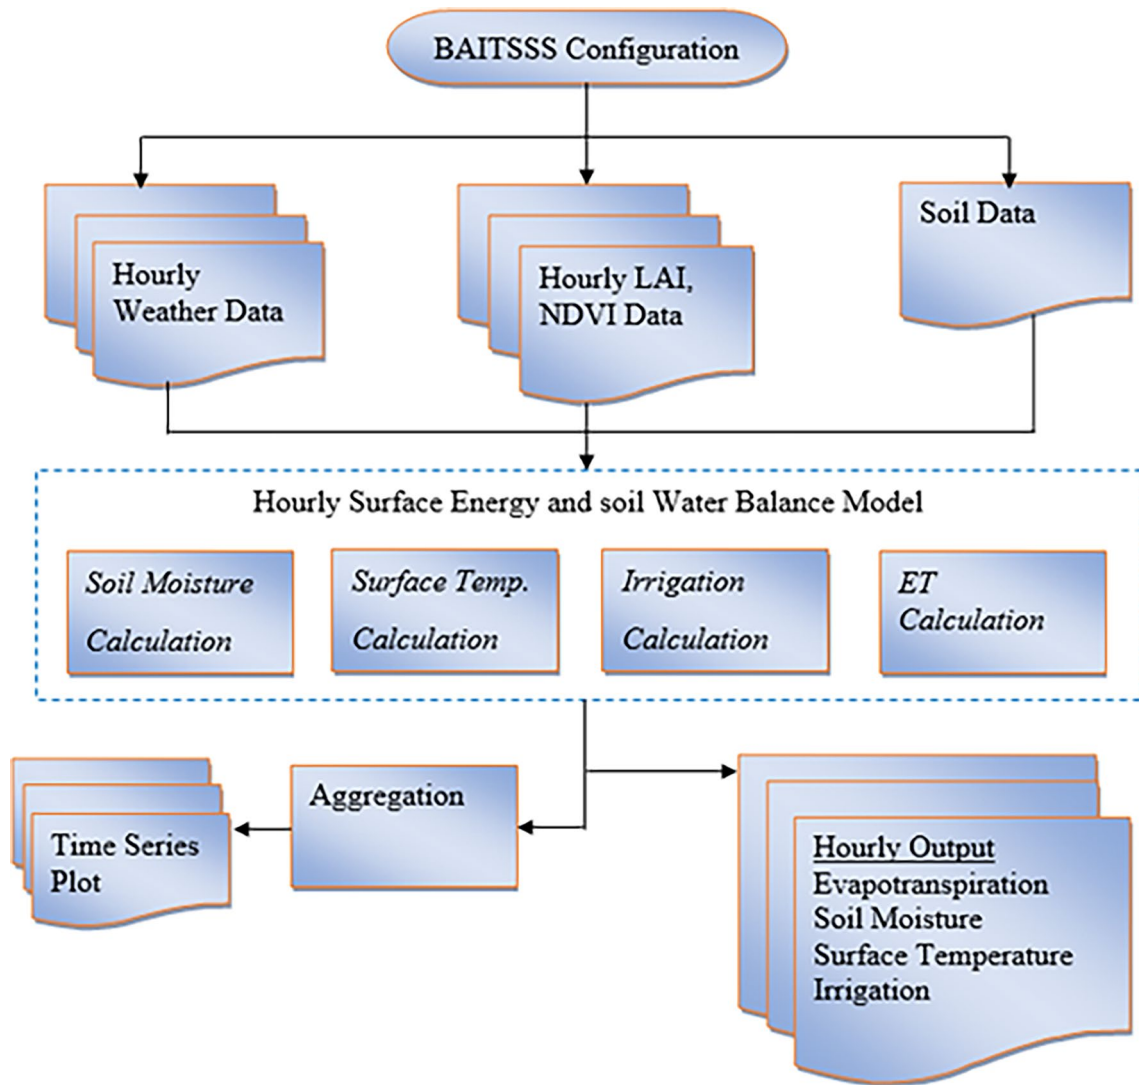 BAITSSS Configuration
Hourly
Weather Data
Hourly LAI,
NDVI Data
Soil Data
Hourly Surface Energy and soil Water Balance Model
Soil Moisture
Calculation
Surface Temp.
Calculation
Irrigation
Calculation
ET
Calculation
Time Series
Plot
Aggregation
Hourly Output
Evapotranspiration
Soil Moisture
Surface Temperature
Irrigation